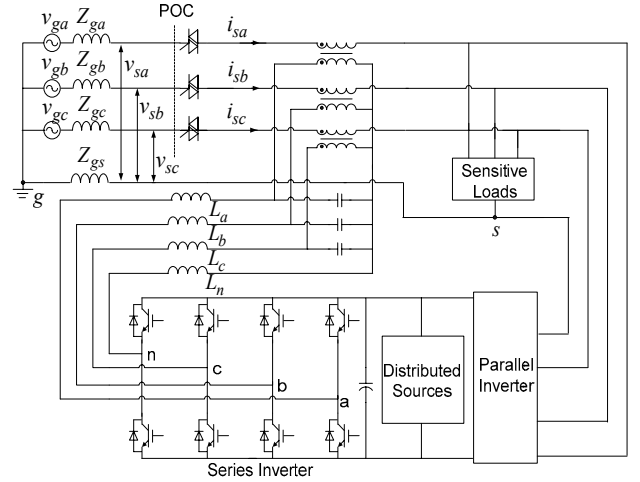 v_ga Z_ga POC i_sa
v_gb Z_gb v_sa i_sb
v_gc Z_gc v_sb i_sc
Z_gs v_sc
g
Sensitive
Loads
s
L_a
L_b
L_c
L_n
n
c
b
a
Distributed
Sources
Parallel
Inverter
Series Inverter